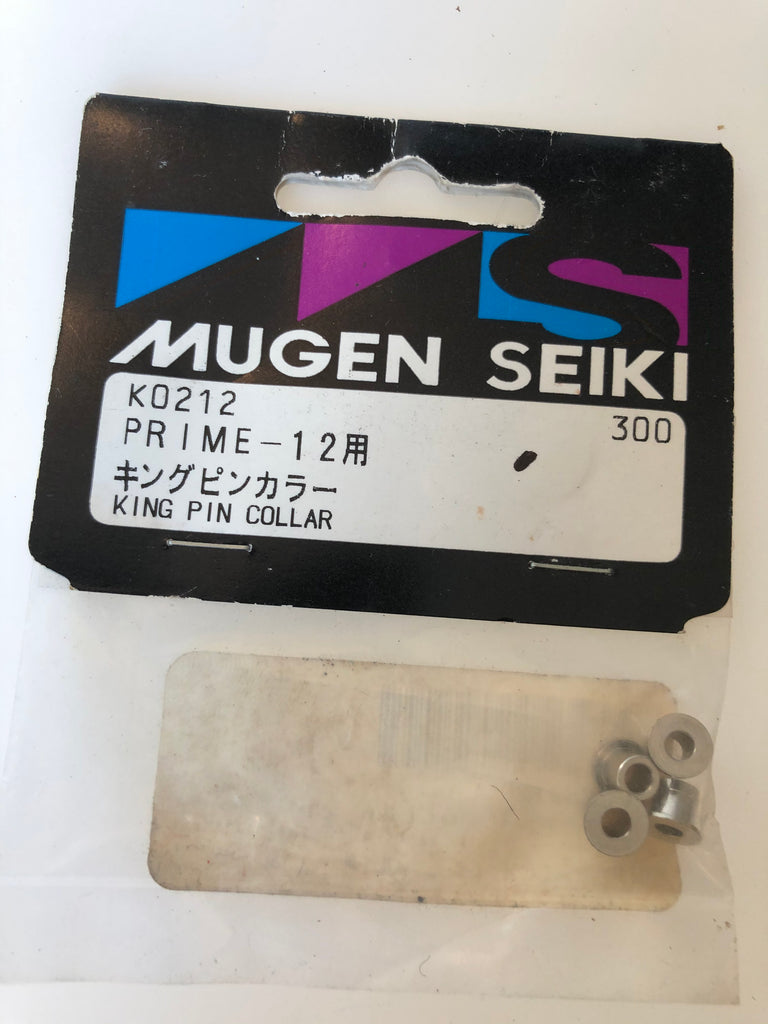 MS
MUGEN SEIKI
K0212
300
PRIME-12用
キングピンカラー
KING PIN COLLAR